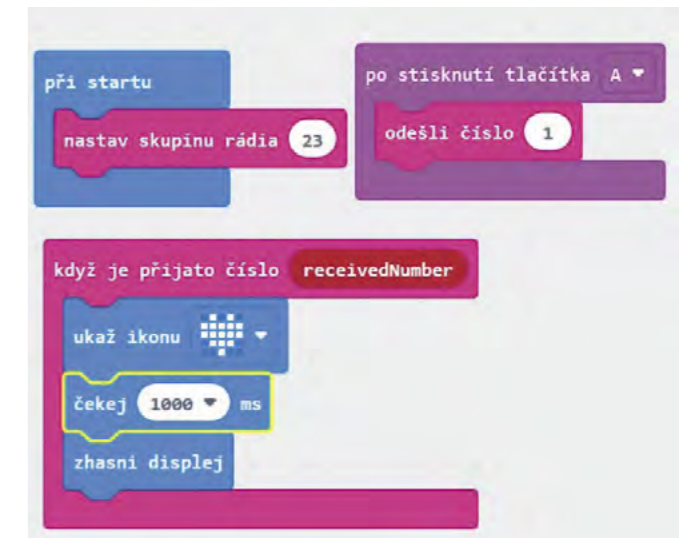 při startu
nastav skupinu rádia 23
po stisknutí tlačítka A
odešli číslo 1
když je přijato číslo receivedNumber
ukaž ikonu
čekej 1000 ms
zhasni displej